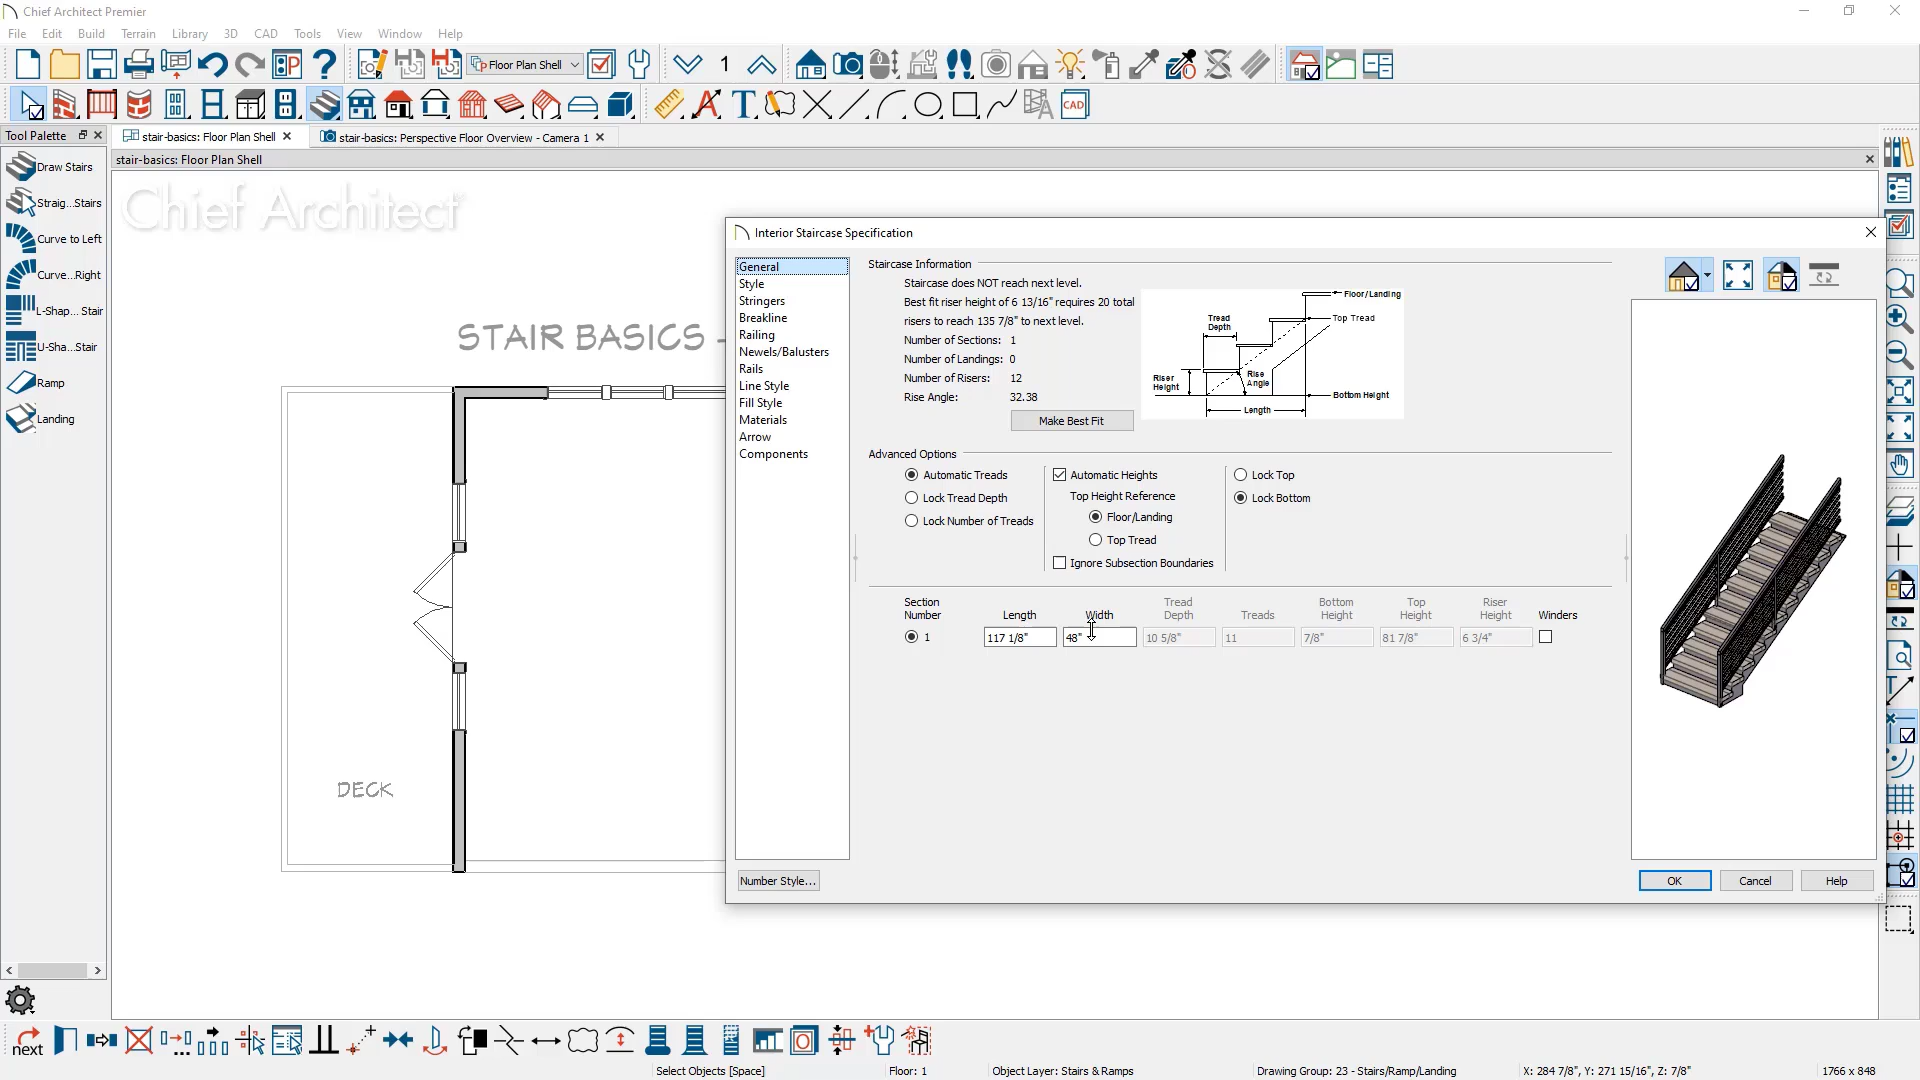 Chief Architect Premier
File Edit Build Terrain Library 3D CAD Tools View Window Help
Floor Plan Shell
1
CAD
Tool Palette
stair-basics: Floor Plan Shell
stair-basics: Perspective Floor Overview - Camera 1
stair-basics: Floor Plan Shell
Draw Stairs
Straig...Stairs
Curve to Left
Curve...Right
L-Shap... Stair
U-Sha...Stair
Ramp
Landing
Chief Architect
STAIR BASICS -
DECK
Interior Staircase Specification
General
Style
Stringers
Breakline
Railing
Newels/Balusters
Rails
Line Style
Fill Style
Materials
Arrow
Components
Number Style...
Staircase Information
Staircase does NOT reach next level.
Best fit riser height of 6 13/16" requires 20 total
risers to reach 135 7/8" to next level.
Number of Sections: 1
Number of Landings: 0
Number of Risers: 12
Rise Angle: 32.38
Make Best Fit
Floor/Landing
Top Tread
Tread
Depth
Riser
Height
Rise
Angle
Bottom Height
Length
Advanced Options
Automatic Treads
Lock Tread Depth
Lock Number of Treads
Automatic Heights
Top Height Reference
Floor/Landing
Top Tread
Ignore Subsection Boundaries
Lock Top
Lock Bottom
Section Number Length Width Tread Depth Treads Bottom Height Top Height Riser Height Winders
1 117 1/8" 48" 10 5/8" 11 7/8" 81 7/8" 6 3/4"
OK Cancel Help
next
Select Objects [Space] Floor: 1 Object Layer: Stairs & Ramps Drawing Group: 23 - Stairs/Ramp/Landing X: 284 7/8", Y: 271 15/16", Z: 7/8" 1766 x 848